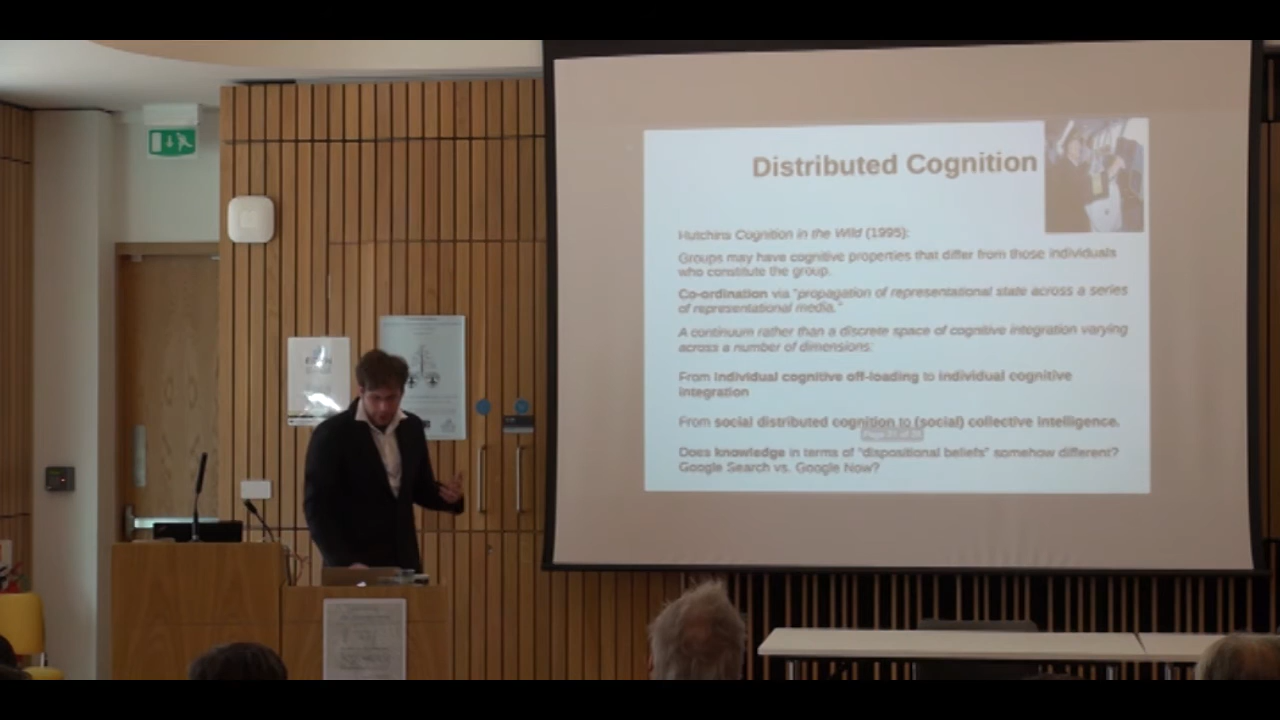 Distributed Cognition
Hutchins Cognition in the Wild (1995):
Groups may have cognitive properties that differ from those individuals
who constitute the group.
Co-ordination via "propagation of representational state across a series
of representational media."
A continuum rather than a discrete space of cognitive integration varying
across a number of dimensions:
From individual cognitive off-loading to individual cognitive
integration
From social distributed cognition to (social) collective intelligence.
Does knowledge in terms of "dispositional beliefs" somehow different?
Google Search vs. Google Now?